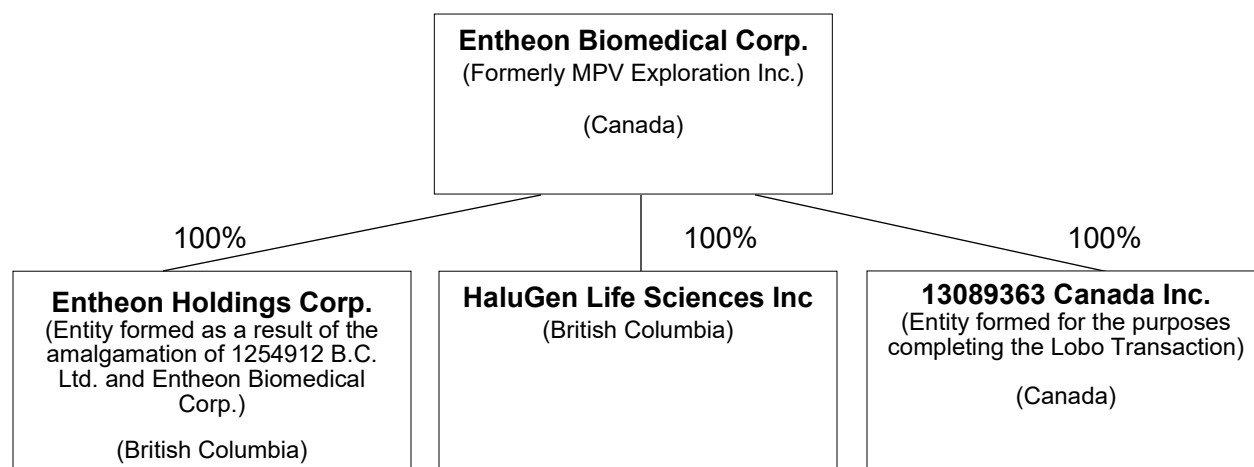 Entheon Biomedical Corp.
(Formerly MPV Exploration Inc.)
(Canada)
100%
100%
100%
Entheon Holdings Corp.
(Entity formed as a result of the
amalgamation of 1254912 B.C.
Ltd. and Entheon Biomedical
Corp.)
(British Columbia)
HaluGen Life Sciences Inc
(British Columbia)
13089363 Canada Inc.
(Entity formed for the purposes
completing the Lobo Transaction)
(Canada)